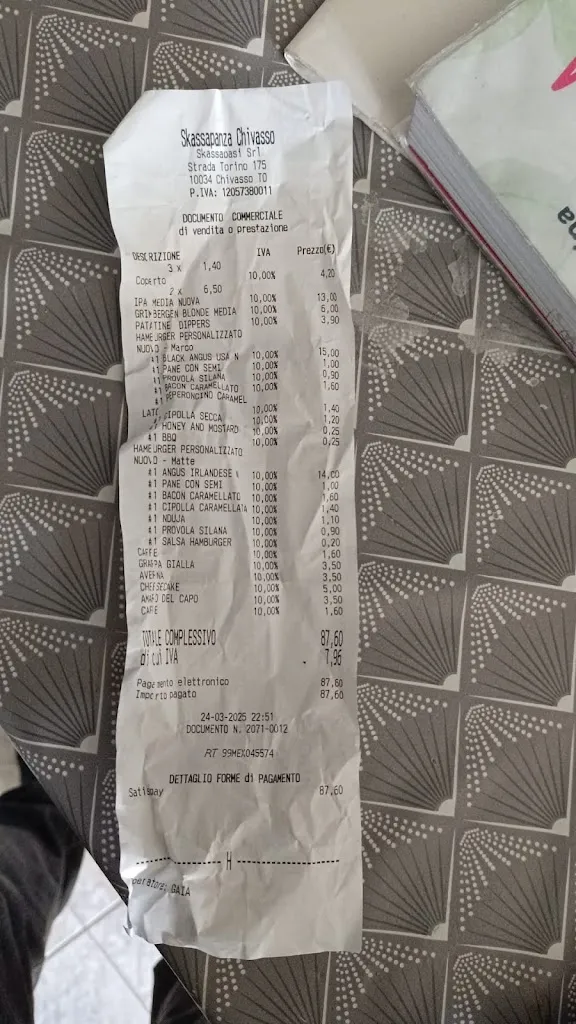 Skassapanza Chivasso
Skassapasi Srl
Strada Torino 175
10034 Chivasso TO
P.IVA: 12057380011
DOCUMENTO COMMERCIALE
di vendita o prestazione
DESCRIZIONE IVA Prezzo(€)
3 x 1,40
Coperto 10,00% 4,20
2 x 6,50
IPA MEDIA NUOVA 10,00% 13,00
GRIMBERGEN BLONDE MEDIA 10,00% 6,00
PATATINE DIPPERS 10,00% 3,90
HAMBURGER PERSONALIZZATO
NUOVO - Marco
#1 BLACK ANGUS USA N 10,00% 15,00
#1 PANE CON SEMI 10,00% 1,00
#1 PROVOLA SILANA 10,00% 0,90
#1 BACON CARAMELLATO 10,00% 1,60
#1 PEPERONCINO CARAMEL
LATO 10,00% 1,40
#1 CIPOLLA SECCA 10,00% 1,20
#1 HONEY AND MOSTARD 10,00% 0,25
#1 BBQ 10,00% 0,25
HAMBURGER PERSONALIZZATO
NUOVO - Matte
#1 ANGUS IRLANDESE 10,00% 14,00
#1 PANE CON SEMI 10,00% 1,00
#1 BACON CARAMELLATO 10,00% 1,60
#1 CIPOLLA CARAMELLATA 10,00% 1,40
#1 NDUJA 10,00% 1,10
#1 PROVOLA SILANA 10,00% 0,90
#1 SALSA HAMBURGER 10,00% 0,20
CAFFE 10,00% 1,60
GRAPPA GIALLA 10,00% 3,50
AVERNA 10,00% 3,50
CHEESECAKE 10,00% 5,00
AMARO DEL CAPO 10,00% 3,50
CAFFE 10,00% 1,60
TOTALE COMPLESSIVO 87,60
di cui IVA 7,96
Pagamento elettronico 87,60
Importo pagato 87,60
24-03-2025 22:51
DOCUMENTO N. 2071-0012
RT 99MEX045574
DETTAGLIO FORME di PAGAMENTO
Satispay 87,60
H
Operatore: GAIA